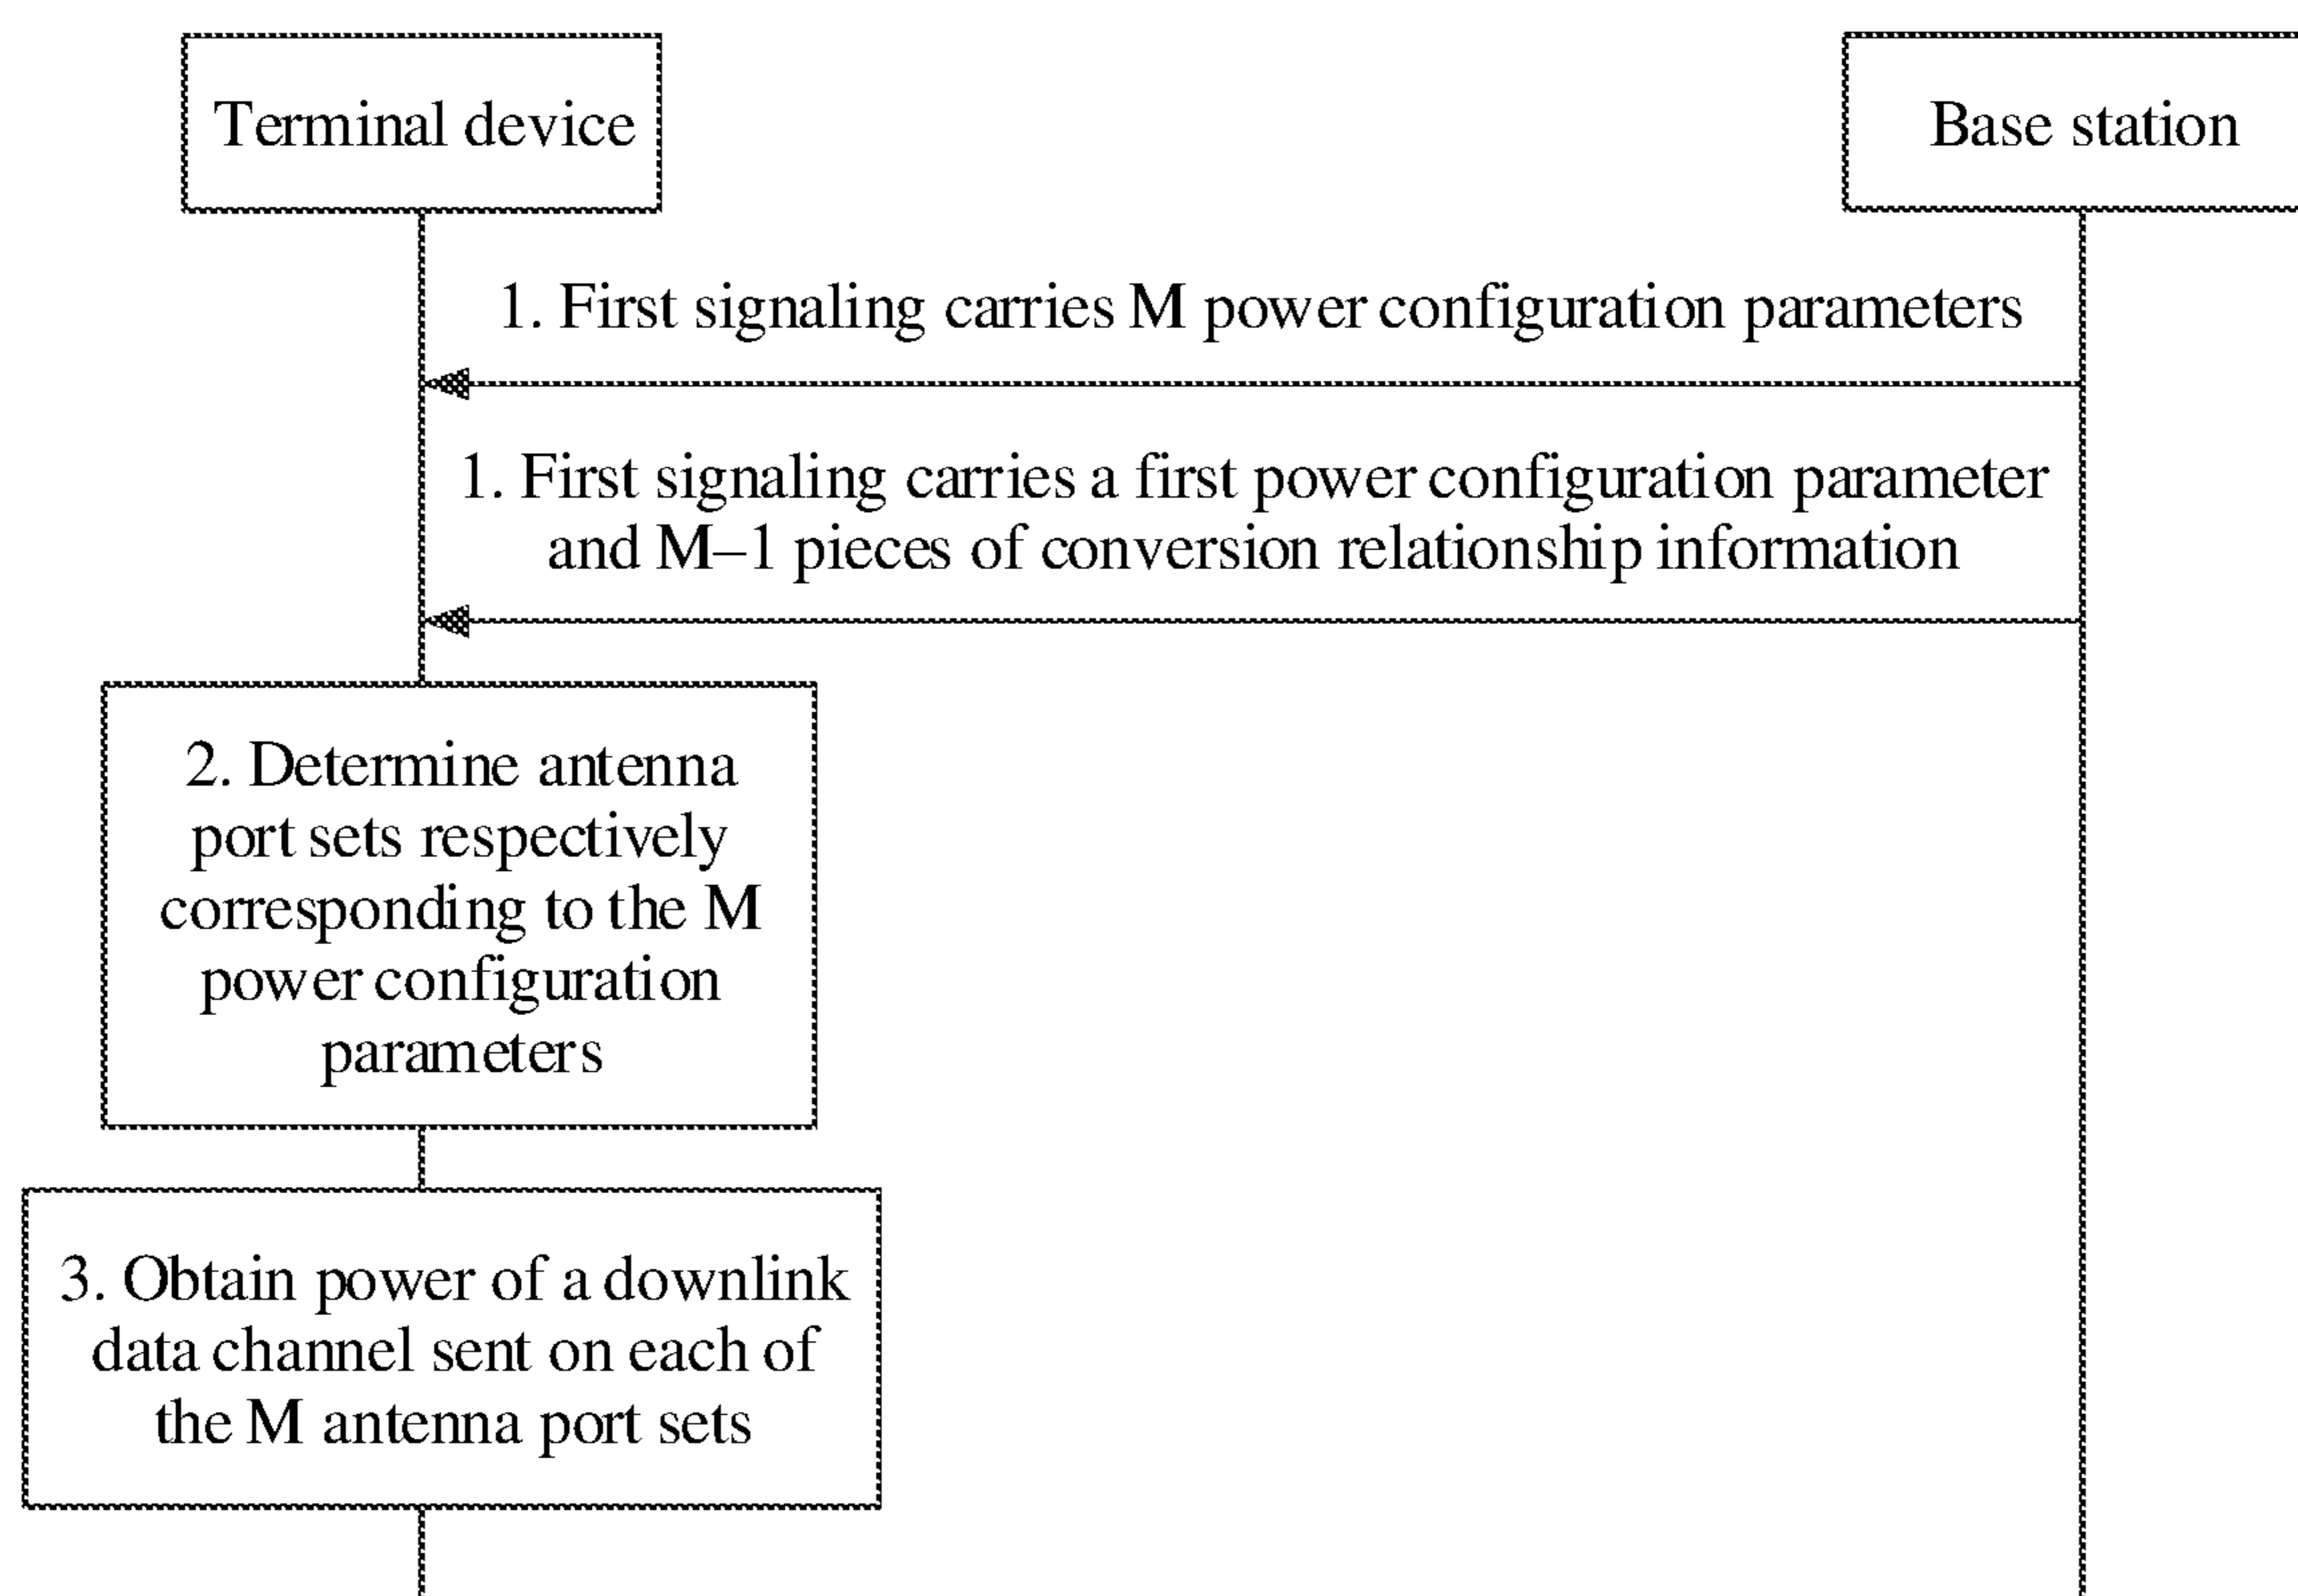 Terminal device
Base station
1. First signaling carries M power configuration parameters
1. First signaling carries a first power configuration parameter
and M–1 pieces of conversion relationship information
2. Determine antenna
port sets respectively
corresponding to the M
power configuration
parameters
3. Obtain power of a downlink
data channel sent on each of
the M antenna port sets